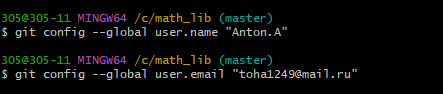 305@305-11 MINGW64 /c/math_lib (master)
$ git config --global user.name "Anton.A"
305@305-11 MINGW64 /c/math_lib (master)
$ git config --global user.email "toha1249@mail.ru"